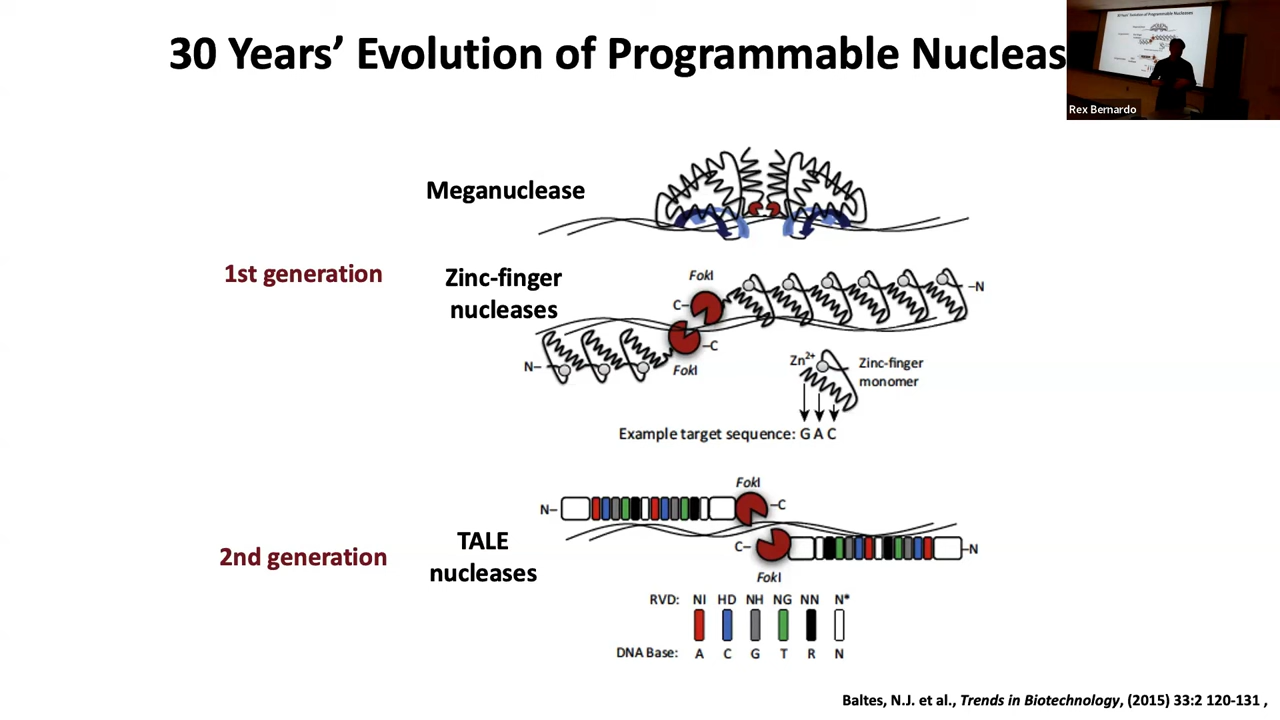 30 Years’ Evolution of Programmable Nucleas
Rex Bernardo
Meganuclease
1st generation
Zinc-finger
nucleases
FokI
C–
–N
–C
N–
FokI
Zn2+
Zinc-finger
monomer
Example target sequence: G A C
2nd generation
TALE
nucleases
FokI
N–
–C
C–
–N
FokI
RVD: NI HD NH NG NN N*
DNA Base: A C G T R N
Baltes, N.J. et al., Trends in Biotechnology, (2015) 33:2 120-131 ,